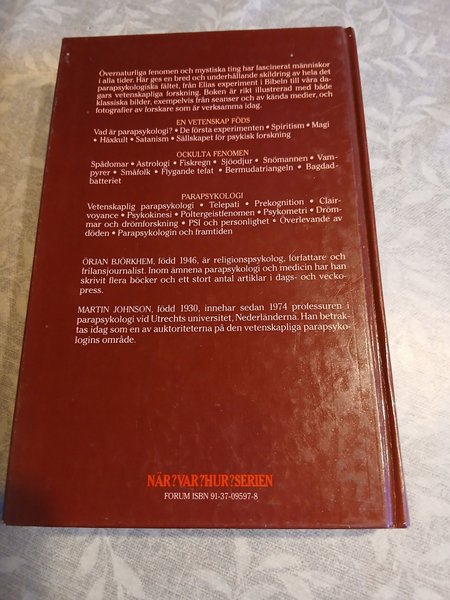 Övernaturliga fenomen och mystiska ting har fascinerat människor
i alla tider. Här ges en bred och underhållande skildring av hela det
parapsykologiska fältet, från Elias experiment i Bibeln till våra da-
gars vetenskapliga forskning. Boken är rikt illustrerad med både
klassiska bilder, exempelvis från seanser och av kända medier, och
fotografier av forskare som är verksamma idag.
EN VETENSKAP FÖDS
Vad är parapsykologi? • De första experimenten • Spiritism • Magi
• Häxkult • Satanism • Sällskapet för psykisk forskning
OCKULTA FENOMEN
Spådomar • Astrologi • Fiskregn • Sjöodjur • Snömannen • Vam-
pyrer • Småfolk • Flygande tefat • Bermudatriangeln • Bagdad-
batteriet
PARAPSYKOLOGI
Vetenskaplig parapsykologi • Telepati • Prekognition • Clair-
voyance • Psykokinesi • Poltergeistfenomen • Psykometri • Dröm-
mar och drömforskning • PSI och personlighet • Överlevande av
döden • Parapsykologin och framtiden
ÖRJAN BJÖRKHEM, född 1946, är religionspsykolog, författare och
frilansjournalist. Inom ämnena parapsykologi och medicin har han
skrivit flera böcker och ett stort antal artiklar i dags- och vecko-
press.
MARTIN JOHNSON, född 1930, innehar sedan 1974 professuren i
parapsykologi vid Utrechts universitet, Nederländerna. Han betrak-
tas idag som en av auktoriteterna på den vetenskapliga parapsyko-
logins område.
NÄR?VAR?HUR?SERIEN
FORUM ISBN 91-37-09597-8